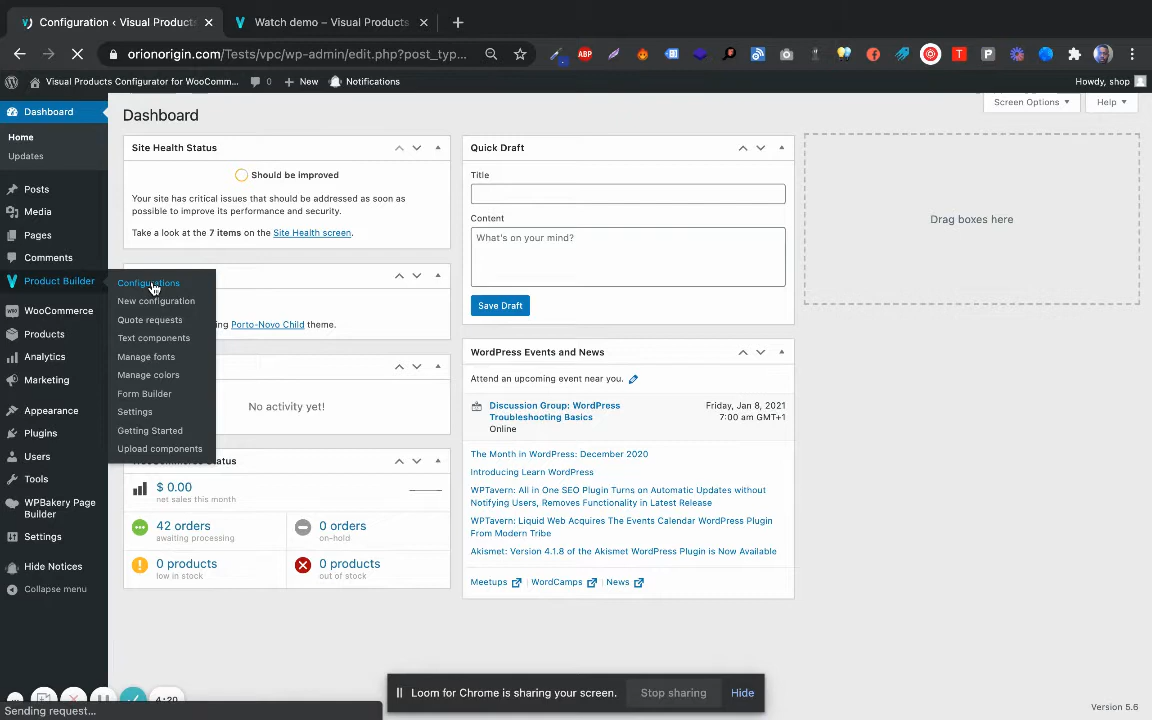 Configuration ‹ Visual Products
Watch demo – Visual Products
orionorigin.com/Tests/vpc/wp-admin/edit.php?post_typ...
ABP
T
P
Visual Products Configurator for WooComm...
New
Notifications
Howdy, shop
Dashboard
Home
Updates
Posts
Media
Pages
Comments
Product Builder
WooCommerce
Products
Analytics
Marketing
Appearance
Plugins
Users
Tools
WPBakery Page
Builder
Settings
Hide Notices
Collapse menu
Configurations
New configuration
Quote requests
Text components
Manage fonts
Manage colors
Form Builder
Settings
Getting Started
Upload components
Dashboard
Screen Options
Help
Site Health Status
Should be improved
Your site has critical issues that should be addressed as soon as
possible to improve its performance and security.
Take a look at the 7 items on the Site Health screen.
Porto-Novo Child theme.
No activity yet!
Status
$ 0.00
net sales this month
42 orders
awaiting processing
0 orders
on-hold
0 products
low in stock
0 products
out of stock
Quick Draft
Title
Content
What's on your mind?
Save Draft
WordPress Events and News
Attend an upcoming event near you.
Discussion Group: WordPress
Troubleshooting Basics
Online
Friday, Jan 8, 2021
7:00 am GMT+1
The Month in WordPress: December 2020
Introducing Learn WordPress
WPTavern: All in One SEO Plugin Turns on Automatic Updates without
Notifying Users, Removes Functionality in Latest Release
WPTavern: Liquid Web Acquires The Events Calendar WordPress Plugin
From Modern Tribe
Akismet: Version 4.1.8 of the Akismet WordPress Plugin is Now Available
Meetups | WordCamps | News
Drag boxes here
Loom for Chrome is sharing your screen.
Stop sharing
Hide
4:20
Sending request...
Version 5.6